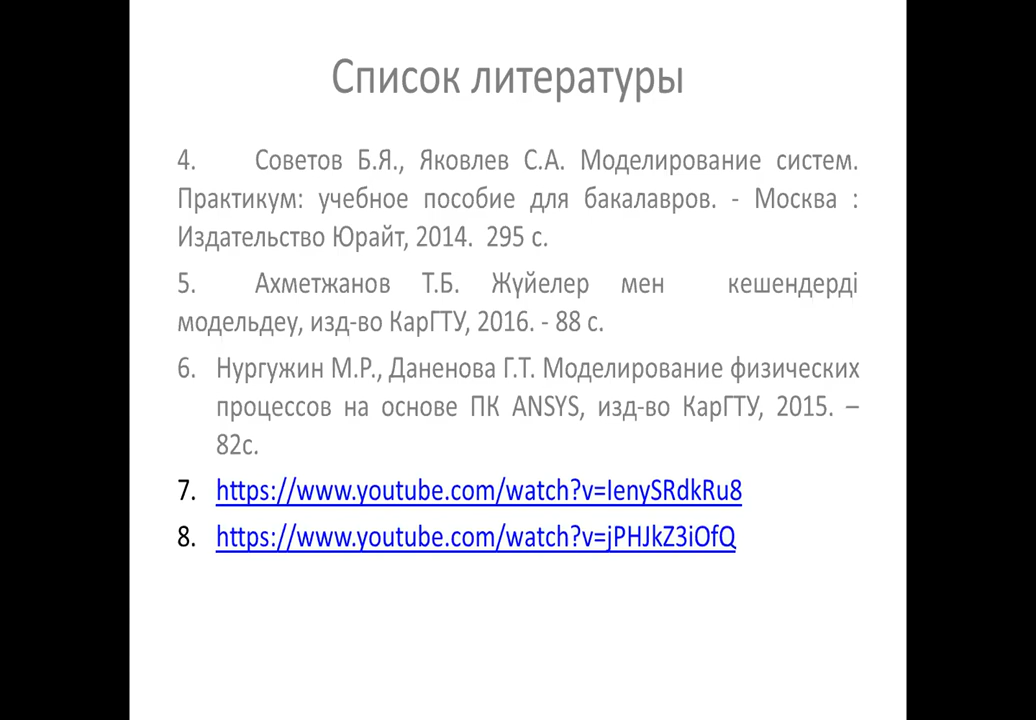 Список литературы
4. Советов Б.Я., Яковлев С.А. Моделирование систем.
Практикум: учебное пособие для бакалавров. - Москва :
Издательство Юрайт, 2014. 295 с.
5. Ахметжанов Т.Б. Жүйелер мен кешендерді
модельдеу, изд-во КарГТУ, 2016. - 88 с.
6. Нургужин М.Р., Даненова Г.Т. Моделирование физических
процессов на основе ПК ANSYS, изд-во КарГТУ, 2015. –
82с.
7. https://www.youtube.com/watch?v=IenySRdkRu8
8. https://www.youtube.com/watch?v=jPHJkZ3iOfQ